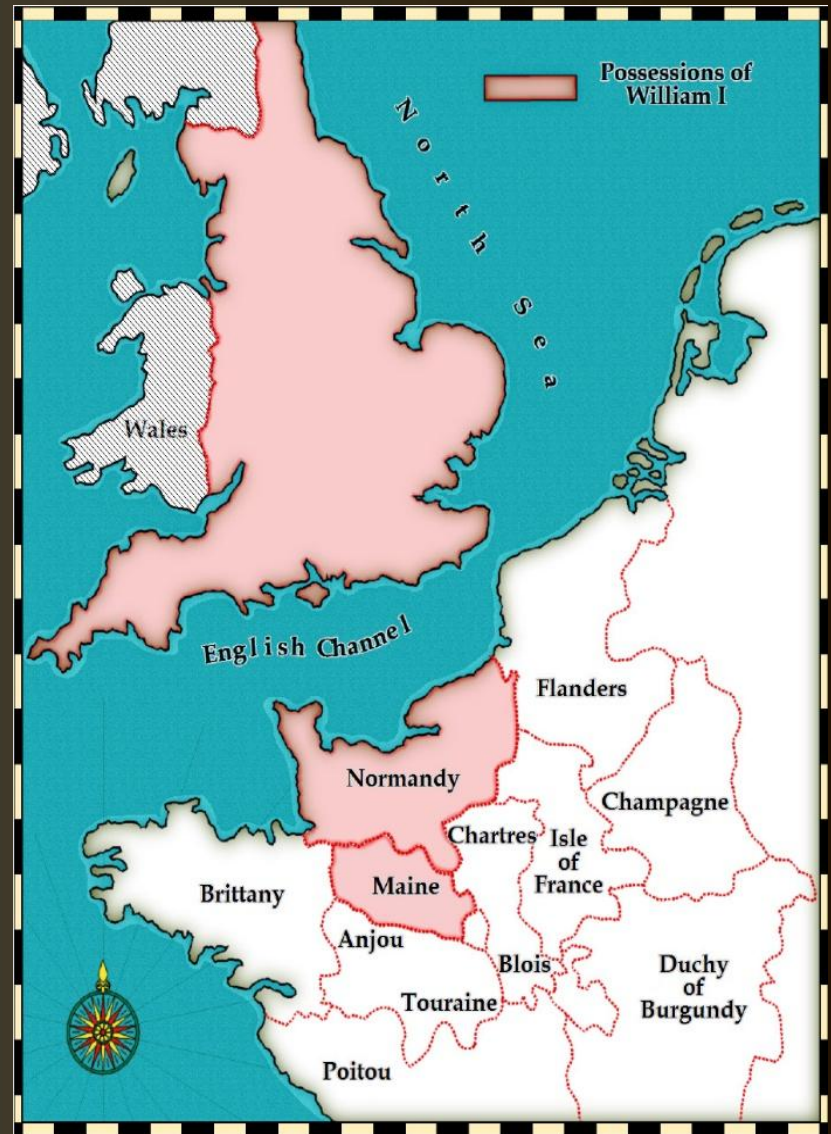 Possessions of
William I
North Sea
Wales
English Channel
Flanders
Normandy
Champagne
Chartres
Isle
of
France
Brittany
Maine
Anjou
Blois
Duchy
of
Burgundy
Touraine
Poitou